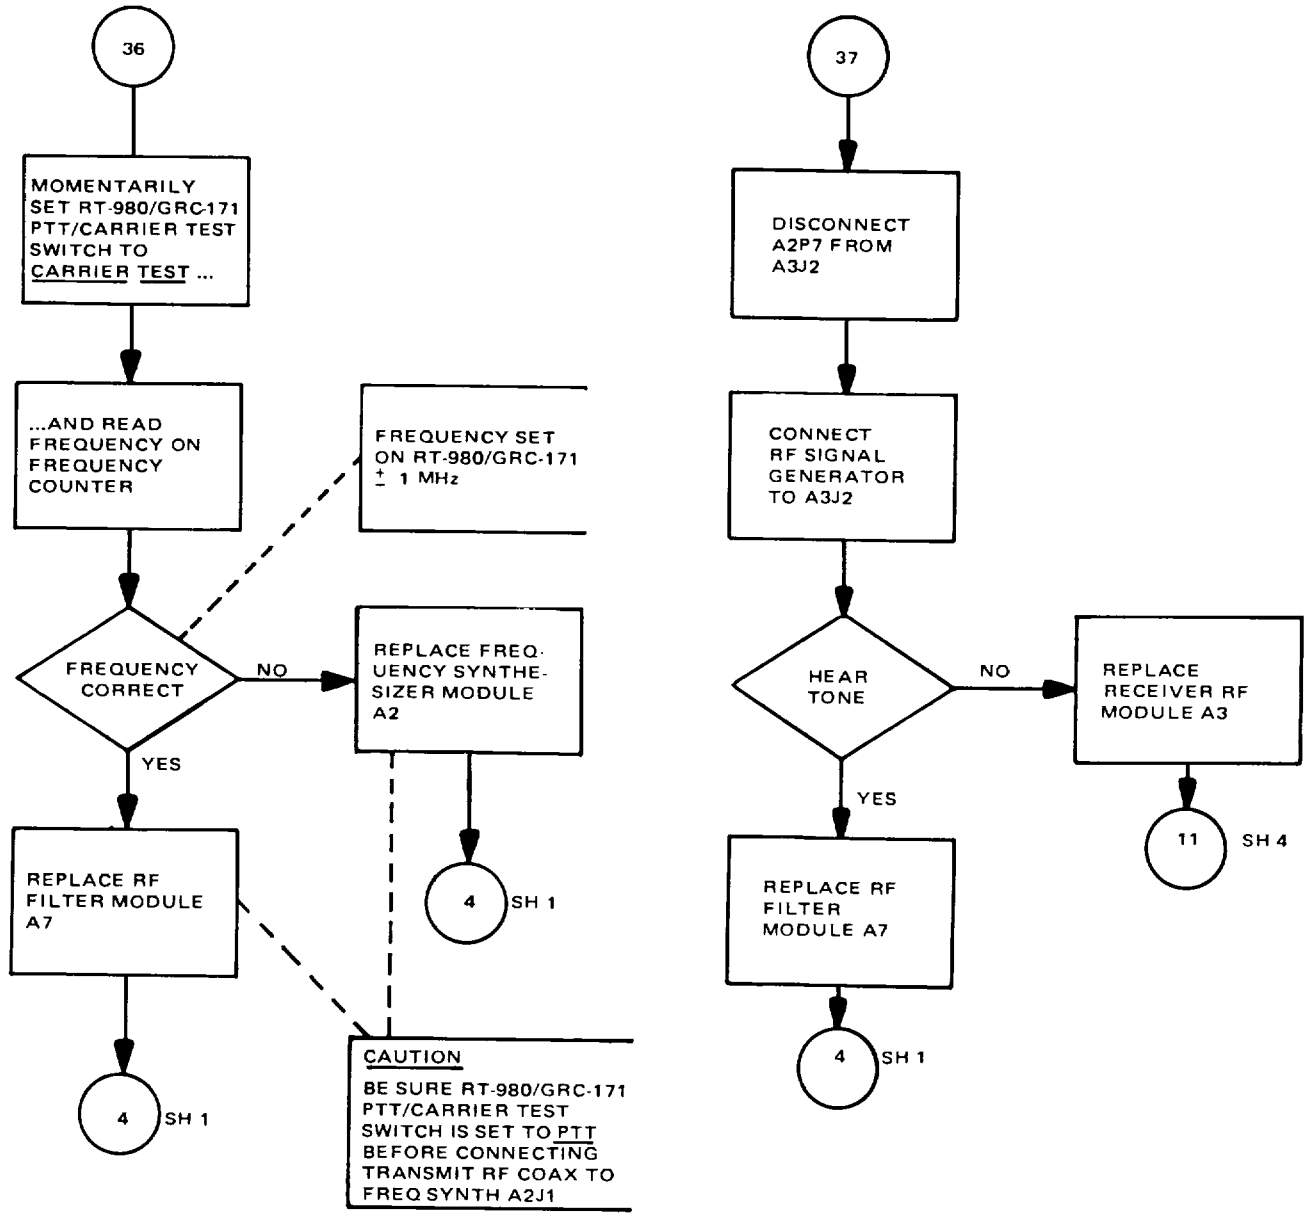 36
MOMENTARILY
SET RT-980/GRC-171
PTT/CARRIER TEST
SWITCH TO
CARRIER TEST ...
...AND READ
FREQUENCY ON
FREQUENCY
COUNTER
FREQUENCY SET
ON RT-980/GRC-171
± 1 MHz
FREQUENCY
CORRECT
NO
REPLACE FREQ-
UENCY SYNTHE-
SIZER MODULE
A2
YES
REPLACE RF
FILTER MODULE
A7
4
SH 1
4
SH 1
CAUTION
BE SURE RT-980/GRC-171
PTT/CARRIER TEST
SWITCH IS SET TO PTT
BEFORE CONNECTING
TRANSMIT RF COAX TO
FREQ SYNTH A2J1
37
DISCONNECT
A2P7 FROM
A3J2
CONNECT
RF SIGNAL
GENERATOR
TO A3J2
HEAR
TONE
NO
REPLACE
RECEIVER RF
MODULE A3
11
SH 4
YES
REPLACE RF
FILTER
MODULE A7
4
SH 1